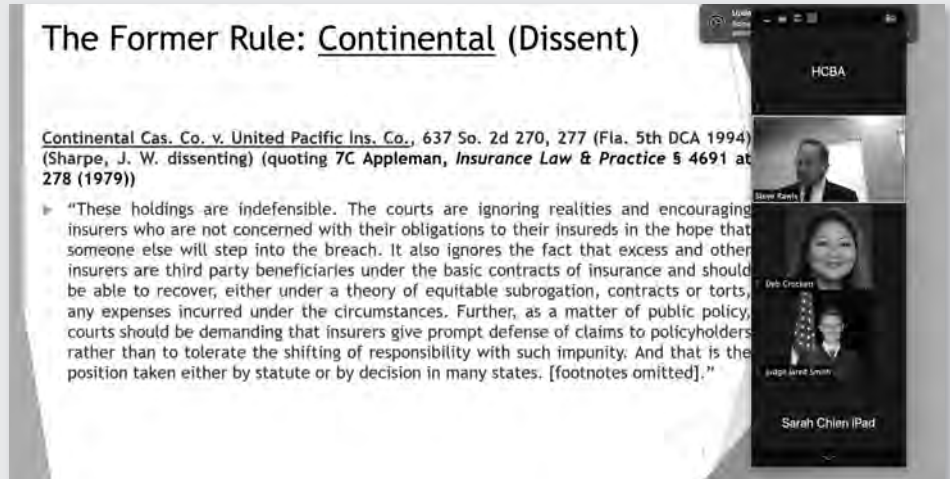 The Former Rule: Continental (Dissent)
Continental Cas. Co. v. United Pacific Ins. Co., 637 So. 2d 270, 277 (Fla. 5th DCA 1994)
(Sharpe, J. W. dissenting) (quoting 7C Appleman, Insurance Law & Practice § 4691 at
278 (1979))
“These holdings are indefensible. The courts are ignoring realities and encouraging
insurers who are not concerned with their obligations to their insureds in the hope that
someone else will step into the breach. It also ignores the fact that excess and other
insurers are third party beneficiaries under the basic contracts of insurance and should
be able to recover, either under a theory of equitable subrogation, contracts or torts,
any expenses incurred under the circumstances. Further, as a matter of public policy,
courts should be demanding that insurers give prompt defense of claims to policyholders
rather than to tolerate the shifting of responsibility with such impunity. And that is the
position taken either by statute or by decision in many states. [footnotes omitted].”
HCBA
Steve Rawls
Deb Crockett
Judge Jared Smith
Sarah Chien iPad